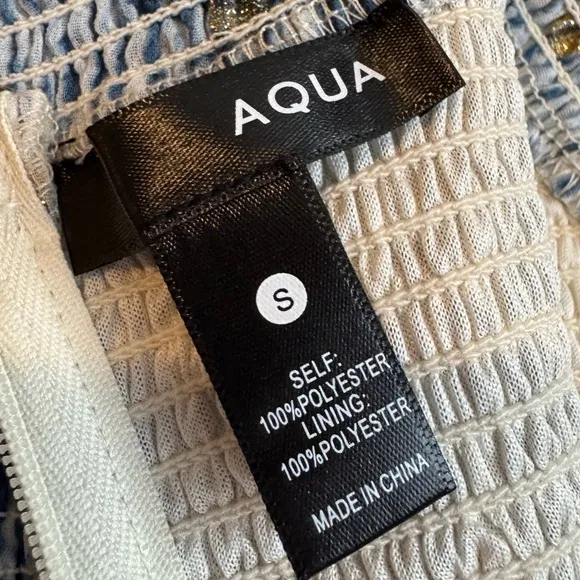 AQUA
S
SELF:
100%POLYESTER
LINING:
100%POLYESTER
MADE IN CHINA